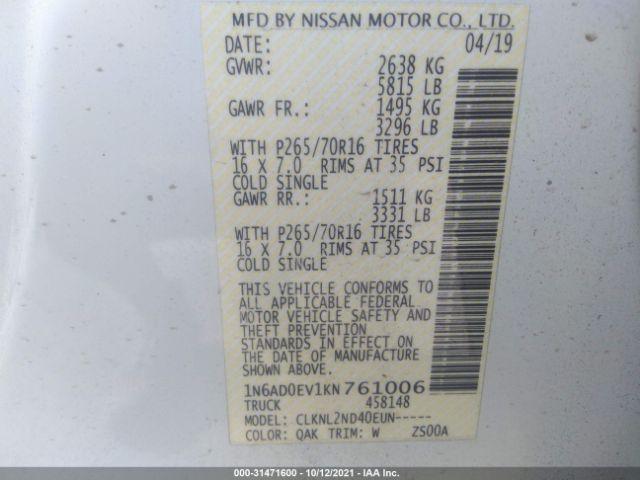 MFD BY NISSAN MOTOR CO., LTD.
DATE: 04/19
GVWR: 2638 KG
5815 LB
GAWR FR.: 1495 KG
3296 LB
WITH P265/70R16 TIRES
16 X 7.0 RIMS AT 35 PSI
COLD SINGLE
GAWR RR.: 1511 KG
3331 LB
WITH P265/70R16 TIRES
16 X 7.0 RIMS AT 35 PSI
COLD SINGLE
THIS VEHICLE CONFORMS TO
ALL APPLICABLE FEDERAL
MOTOR VEHICLE SAFETY AND
THEFT PREVENTION
STANDARDS IN EFFECT ON
THE DATE OF MANUFACTURE
SHOWN ABOVE.
1N6AD0EV1KN761006
TRUCK 458148
MODEL: CLKNL2ND40EUN-----
COLOR: QAK TRIM: W ZS00A
000-31471600 - 10/12/2021 - IAA Inc.